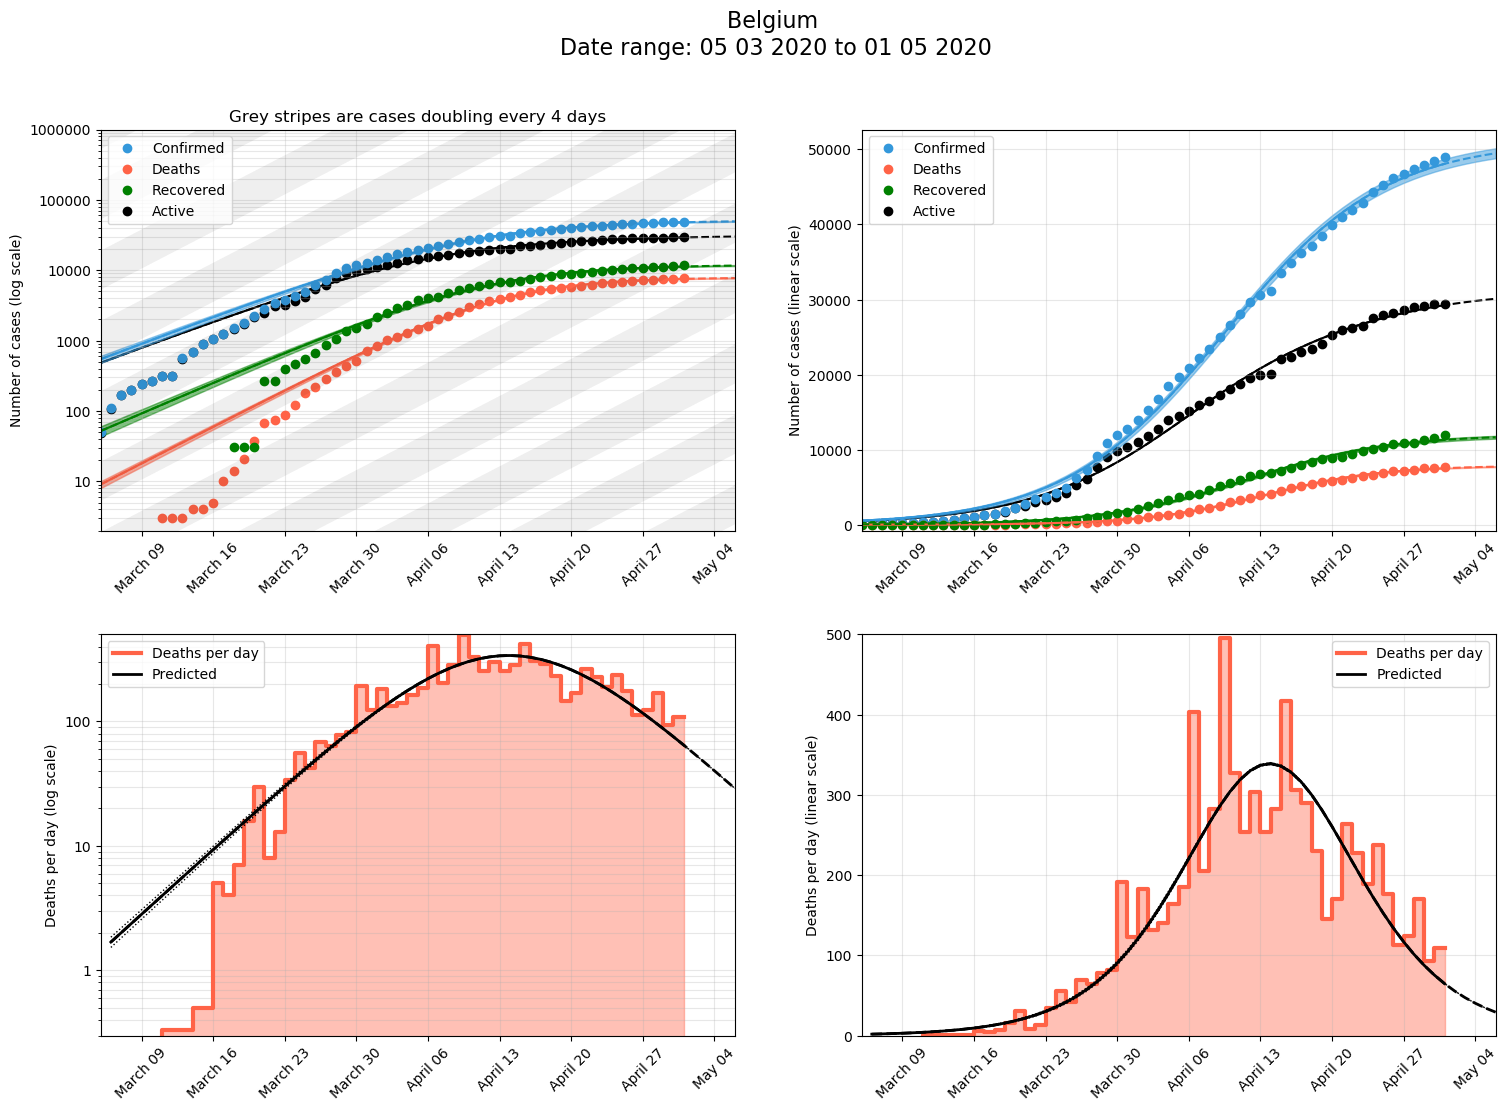 Belgium
Date range: 05 03 2020 to 01 05 2020
Grey stripes are cases doubling every 4 days
Number of cases (log scale)
1000000
100000
10000
1000
100
10
Confirmed
Deaths
Recovered
Active
March 09
March 16
March 23
March 30
April 06
April 13
April 20
April 27
May 04
Number of cases (linear scale)
50000
40000
30000
20000
10000
0
Confirmed
Deaths
Recovered
Active
March 09
March 16
March 23
March 30
April 06
April 13
April 20
April 27
May 04
Deaths per day (log scale)
100
10
1
Deaths per day
Predicted
March 09
March 16
March 23
March 30
April 06
April 13
April 20
April 27
May 04
Deaths per day (linear scale)
500
400
300
200
100
0
Deaths per day
Predicted
March 09
March 16
March 23
March 30
April 06
April 13
April 20
April 27
May 04